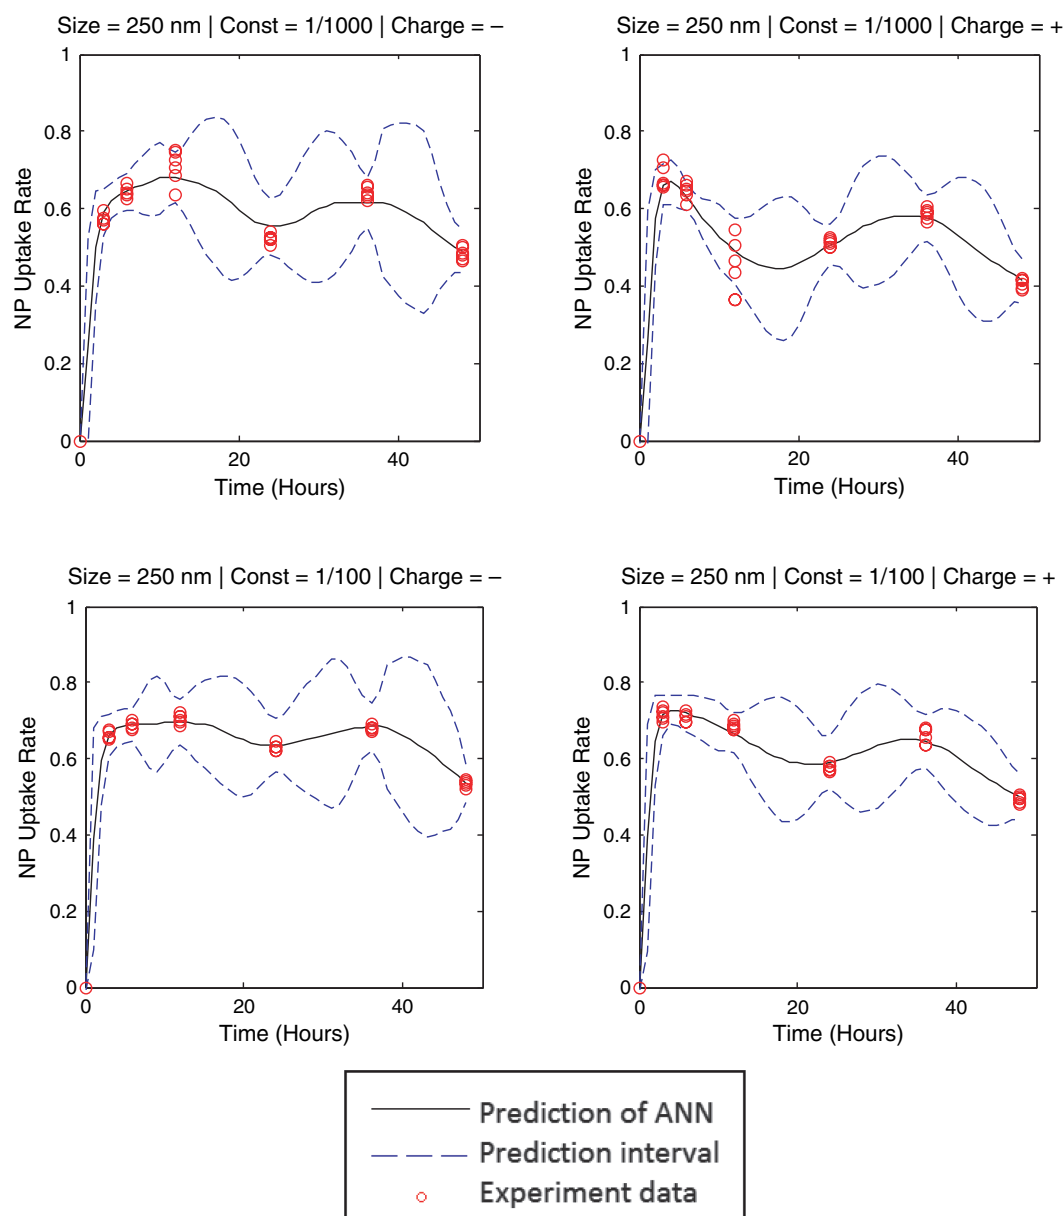 Size = 250 nm | Const = 1/1000 | Charge = –
1
0.8
0.6
0.4
0.2
0
NP Uptake Rate
0 20 40
Time (Hours)
Size = 250 nm | Const = 1/1000 | Charge = +
1
0.8
0.6
0.4
0.2
0
NP Uptake Rate
0 20 40
Time (Hours)
Size = 250 nm | Const = 1/100 | Charge = –
1
0.8
0.6
0.4
0.2
0
NP Uptake Rate
0 20 40
Time (Hours)
Size = 250 nm | Const = 1/100 | Charge = +
1
0.8
0.6
0.4
0.2
0
NP Uptake Rate
0 20 40
Time (Hours)
Prediction of ANN
Prediction interval
Experiment data